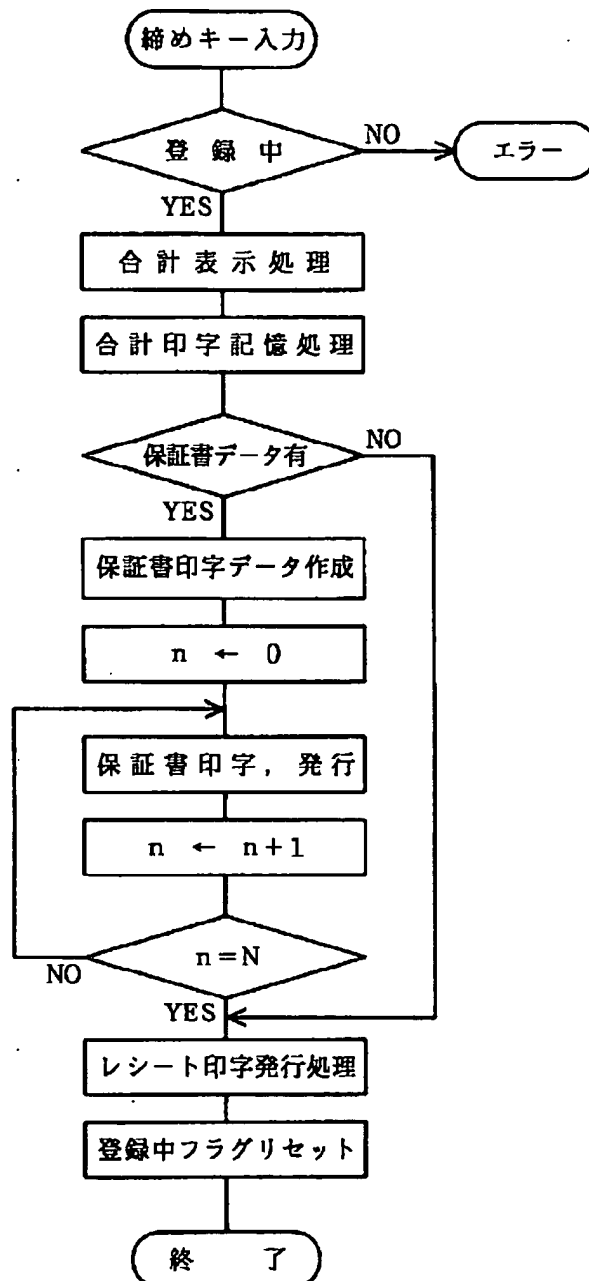 締めキー入力
登録中
NO
エラー
YES
合計表示処理
合計印字記憶処理
保証書データ有
NO
YES
保証書印字データ作成
n ← 0
保証書印字，発行
n ← n+1
n=N
NO
YES
レシート印字発行処理
登録中フラグリセット
終了